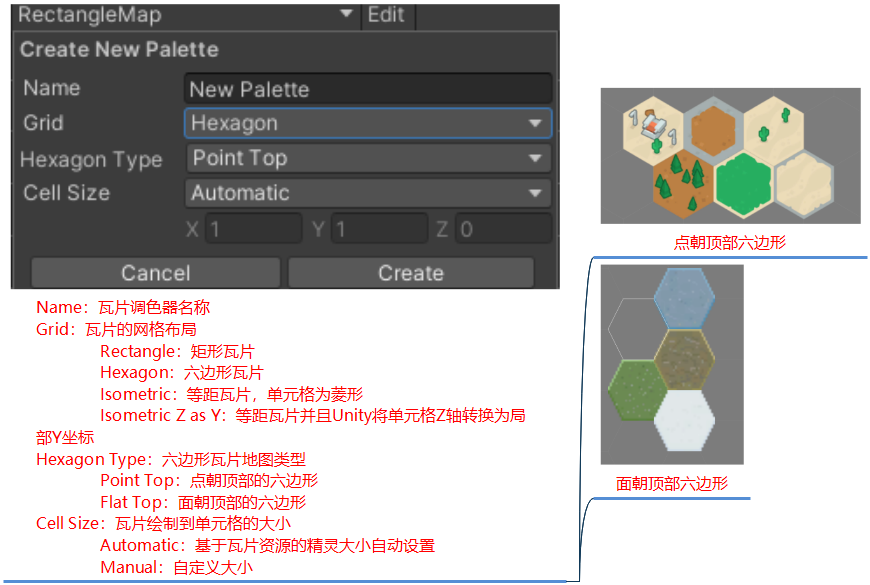 RectangleMap Edit
Create New Palette
Name New Palette
Grid Hexagon
Hexagon Type Point Top
Cell Size Automatic
X 1 Y 1 Z 0
Cancel Create
Name：瓦片调色器名称
Grid：瓦片的网格布局
Rectangle：矩形瓦片
Hexagon：六边形瓦片
Isometric：等距瓦片，单元格为菱形
Isometric Z as Y：等距瓦片并且Unity将单元格Z轴转换为局
部Y坐标
Hexagon Type：六边形瓦片地图类型
Point Top：点朝顶部的六边形
Flat Top：面朝顶部的六边形
Cell Size：瓦片绘制到单元格的大小
Automatic：基于瓦片资源的精灵大小自动设置
Manual：自定义大小
点朝顶部六边形
面朝顶部六边形